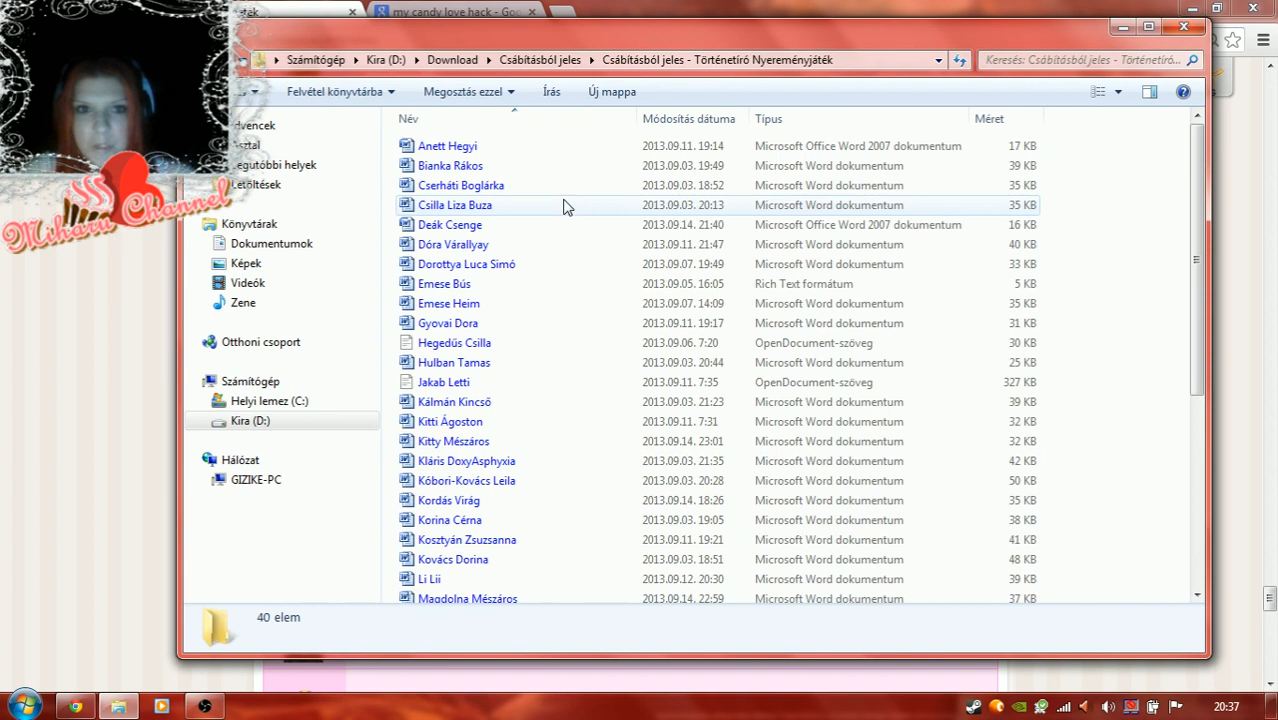 my candy love hack - Goo
Számítógép Kira (D:) Download Csábításból jeles Csábításból jeles - Történetíró Nyereményjáték Keresés: Csábításból jeles - Történetíró...
Felvétel könyvtárba Megosztás ezzel Írás Új mappa
Név Módosítás dátuma Típus Méret
Anett Hegyi 2013.09.11. 19:14 Microsoft Office Word 2007 dokumentum 17 KB
Bianka Rákos 2013.09.03. 19:49 Microsoft Word dokumentum 39 KB
Cserháti Boglárka 2013.09.03. 18:52 Microsoft Word dokumentum 35 KB
Csilla Liza Buza 2013.09.03. 20:13 Microsoft Word dokumentum 35 KB
Deák Csenge 2013.09.14. 21:40 Microsoft Office Word 2007 dokumentum 16 KB
Dóra Várallyay 2013.09.11. 21:47 Microsoft Word dokumentum 40 KB
Dorottya Luca Simó 2013.09.07. 19:49 Microsoft Word dokumentum 33 KB
Emese Bús 2013.09.05. 16:05 Rich Text formátum 5 KB
Emese Heim 2013.09.07. 14:09 Microsoft Word dokumentum 35 KB
Gyovai Dora 2013.09.11. 19:17 Microsoft Word dokumentum 31 KB
Hegedűs Csilla 2013.09.06. 7:20 OpenDocument-szöveg 30 KB
Hulban Tamas 2013.09.03. 20:44 Microsoft Word dokumentum 25 KB
Jakab Letti 2013.09.11. 7:35 OpenDocument-szöveg 327 KB
Kálmán Kincső 2013.09.03. 21:23 Microsoft Word dokumentum 39 KB
Kitti Ágoston 2013.09.11. 7:31 Microsoft Word dokumentum 32 KB
Kitty Mészáros 2013.09.14. 23:01 Microsoft Word dokumentum 32 KB
Kláris DoxyAsphyxia 2013.09.03. 21:35 Microsoft Word dokumentum 42 KB
Kóbori-Kovács Leila 2013.09.03. 20:28 Microsoft Word dokumentum 50 KB
Kordás Virág 2013.09.14. 18:26 Microsoft Word dokumentum 35 KB
Korina Cérna 2013.09.03. 19:05 Microsoft Word dokumentum 38 KB
Kosztyán Zsuzsanna 2013.09.11. 19:21 Microsoft Word dokumentum 41 KB
Kovács Dorina 2013.09.03. 18:51 Microsoft Word dokumentum 48 KB
Li Lii 2013.09.12. 20:30 Microsoft Word dokumentum 39 KB
Magdolna Mészáros 2013.09.14. 22:59 Microsoft Word dokumentum 37 KB
Miharu Channel
Könyvtárak
Dokumentumok
Képek
Videók
Zene
Otthoni csoport
Számítógép
Helyi lemez (C:)
Kira (D:)
Hálózat
GIZIKE-PC
40 elem
20:37